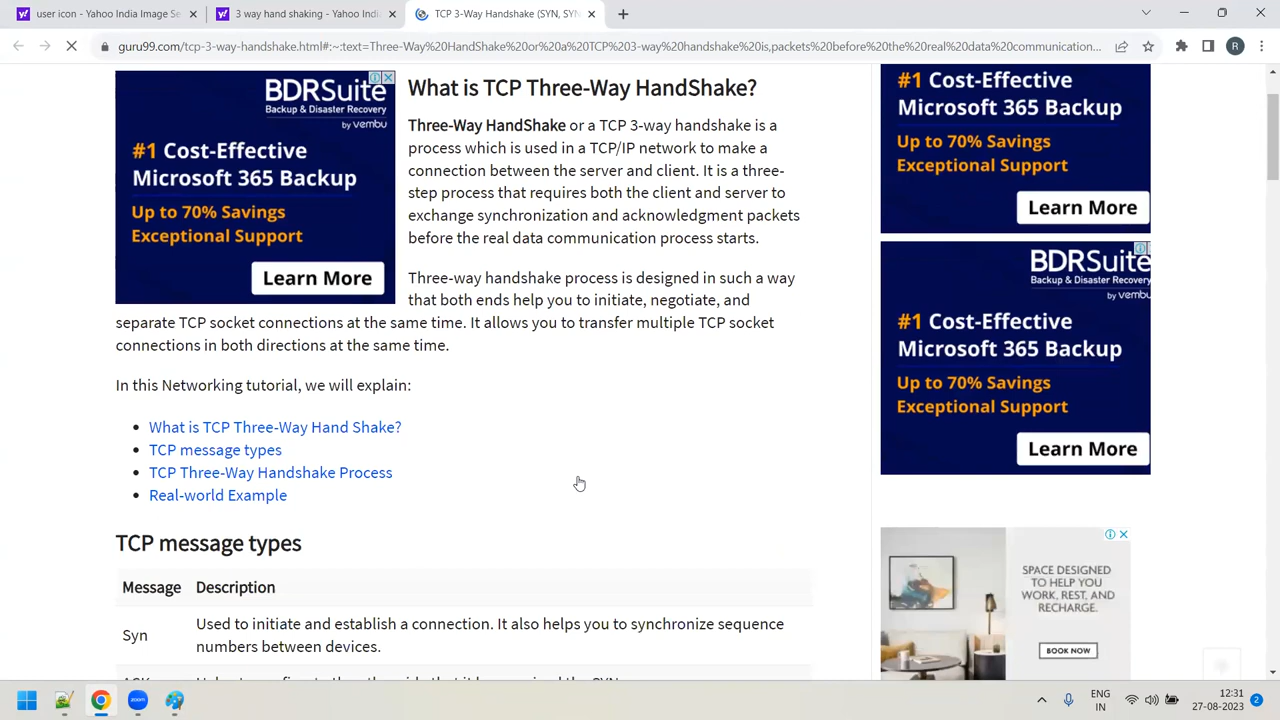 user icon - Yahoo India Image Se
3 way hand shaking - Yahoo Indi
TCP 3-Way Handshake (SYN, SYN
guru99.com/tcp-3-way-handshake.html#:~:text=Three-Way%20HandShake%20or%20a%20TCP%203-way%20handshake%20is,packets%20before%20the%20real%20data%20communication...
R
BDRSuite
Backup & Disaster Recovery
by vembu
#1 Cost-Effective
Microsoft 365 Backup
Up to 70% Savings
Exceptional Support
Learn More
What is TCP Three-Way HandShake?
Three-Way HandShake or a TCP 3-way handshake is a
process which is used in a TCP/IP network to make a
connection between the server and client. It is a three-
step process that requires both the client and server to
exchange synchronization and acknowledgment packets
before the real data communication process starts.
Three-way handshake process is designed in such a way
that both ends help you to initiate, negotiate, and
separate TCP socket connections at the same time. It allows you to transfer multiple TCP socket
connections in both directions at the same time.
In this Networking tutorial, we will explain:
What is TCP Three-Way Hand Shake?
TCP message types
TCP Three-Way Handshake Process
Real-world Example
TCP message types
Message Description
Syn
Used to initiate and establish a connection. It also helps you to synchronize sequence
numbers between devices.
#1 Cost-Effective
Microsoft 365 Backup
Up to 70% Savings
Exceptional Support
Learn More
BDRSuite
Backup & Disaster Recovery
by vembu
#1 Cost-Effective
Microsoft 365 Backup
Up to 70% Savings
Exceptional Support
Learn More
SPACE DESIGNED
TO HELP YOU
WORK, REST, AND
RECHARGE.
BOOK NOW
zoom
ENG
IN
12:31
27-08-2023
2